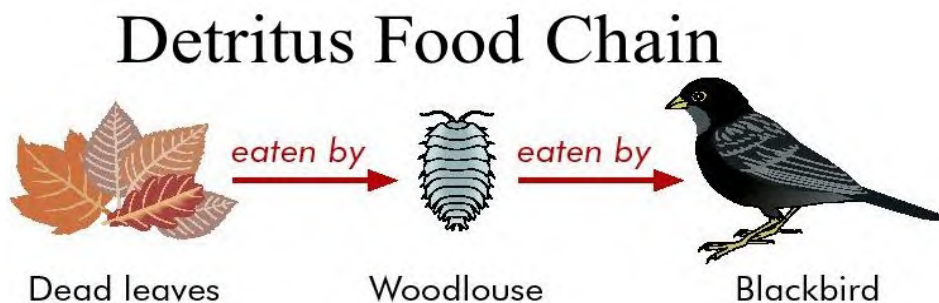 Detritus Food Chain
eaten by
eaten by
Dead leaves
Woodlouse
Blackbird